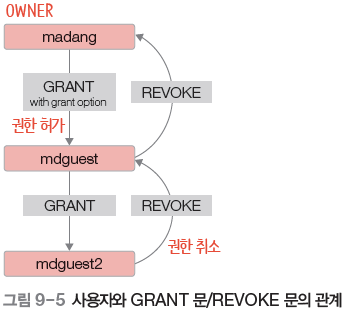 OWNER
madang
GRANT
with grant option
REVOKE
권한 허가
mdguest
GRANT
REVOKE
권한 취소
mdguest2
그림 9-5 사용자와 GRANT 문/REVOKE 문의 관계